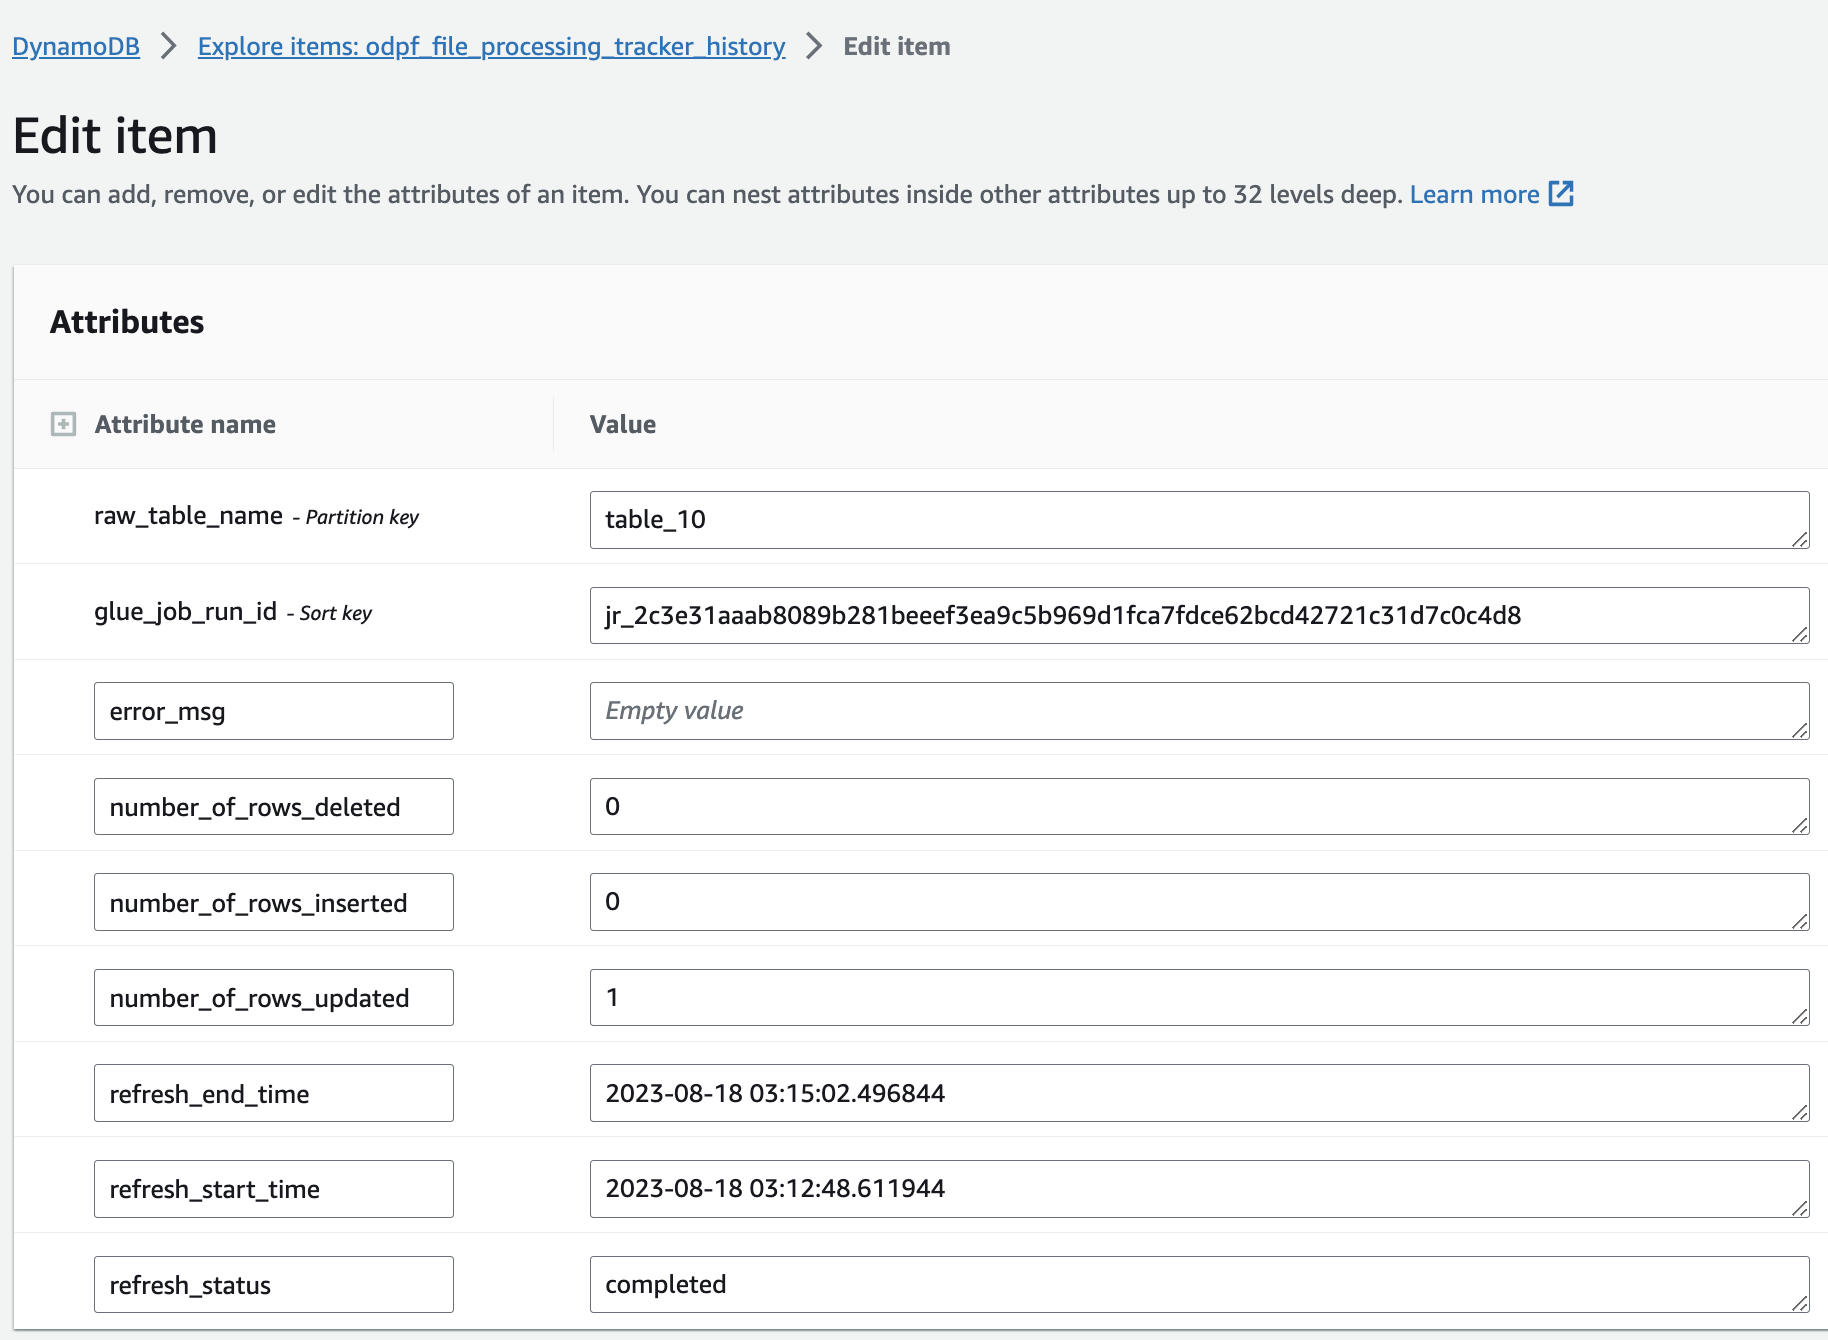 DynamoDB > Explore items: odpf_file_processing_tracker_history > Edit item
Edit item
You can add, remove, or edit the attributes of an item. You can nest attributes inside other attributes up to 32 levels deep. Learn more
Attributes
Attribute name Value
raw_table_name - Partition key table_10
glue_job_run_id - Sort key jr_2c3e31aaab8089b281beeef3ea9c5b969d1fca7fdce62bcd42721c31d7c0c4d8
error_msg Empty value
number_of_rows_deleted 0
number_of_rows_inserted 0
number_of_rows_updated 1
refresh_end_time 2023-08-18 03:15:02.496844
refresh_start_time 2023-08-18 03:12:48.611944
refresh_status completed